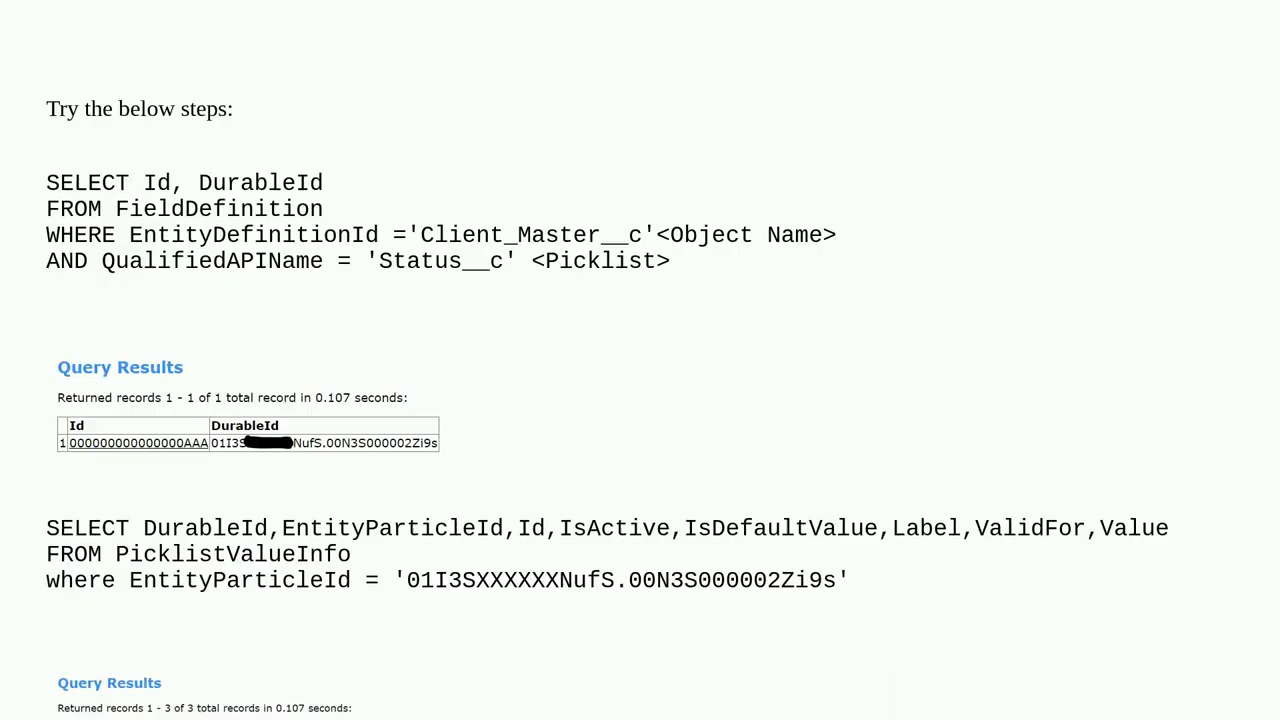 Try the below steps:
SELECT Id, DurableId
FROM FieldDefinition
WHERE EntityDefinitionId ='Client_Master__c'<Object Name>
AND QualifiedAPIName = 'Status__c' <Picklist>
Query Results
Returned records 1 - 1 of 1 total record in 0.107 seconds:
Id DurableId
1 000000000000000AAA 01I3S NufS.00N3S000002Zi9s
SELECT DurableId,EntityParticleId,Id,IsActive,IsDefaultValue,Label,ValidFor,Value
FROM PicklistValueInfo
where EntityParticleId = '01I3SXXXXXXNufS.00N3S000002Zi9s'
Query Results
Returned records 1 - 3 of 3 total records in 0.107 seconds: